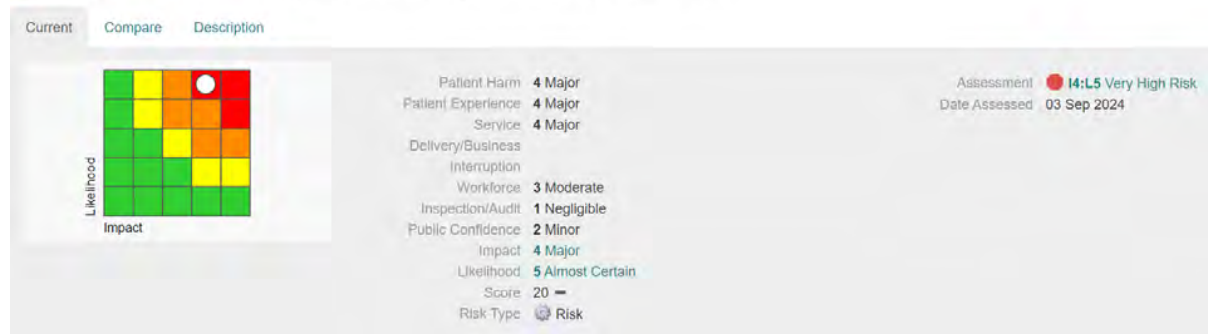 Current Compare Description
Likelihood
Impact
Patient Harm 4 Major
Patient Experience 4 Major
Service 4 Major
Delivery/Business
Interruption
Workforce 3 Moderate
Inspection/Audit 1 Negligible
Public Confidence 2 Minor
Impact 4 Major
Likelihood 5 Almost Certain
Score 20
Risk Type Risk
Assessment I4:L5 Very High Risk
Date Assessed 03 Sep 2024